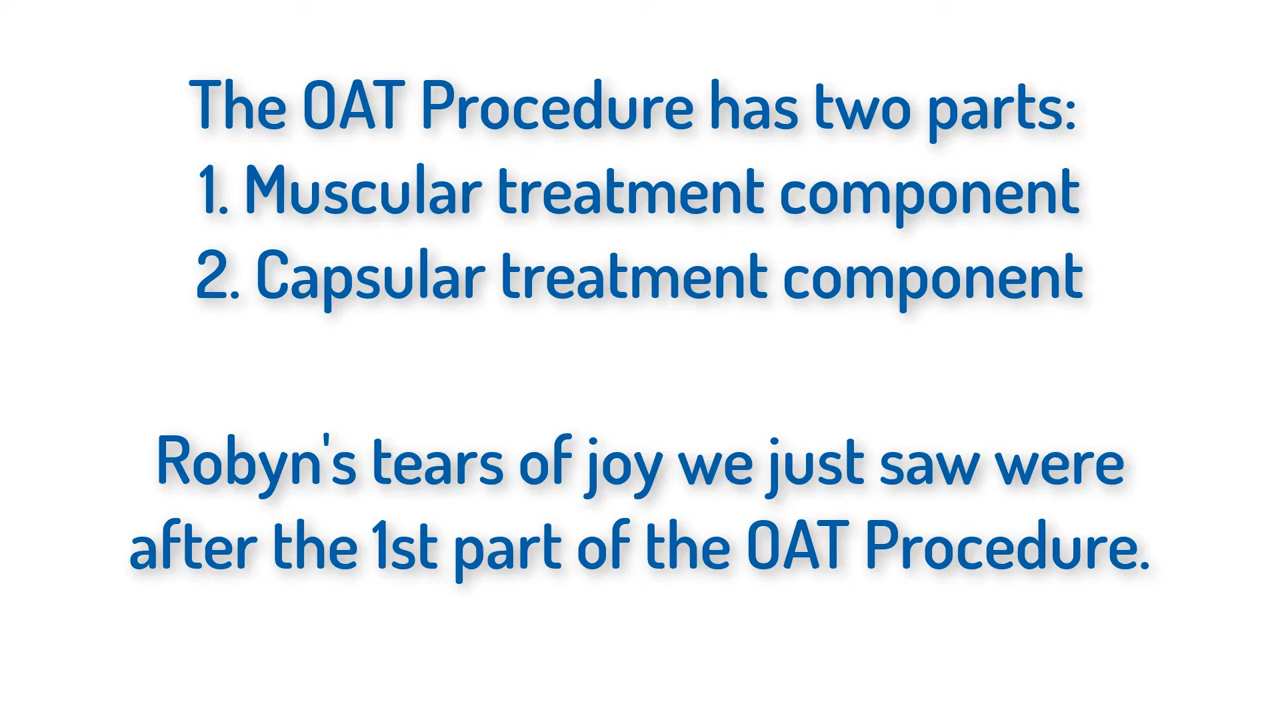 The OAT Procedure has two parts:
1. Muscular treatment component
2. Capsular treatment component
Robyn's tears of joy we just saw were
after the 1st part of the OAT Procedure.